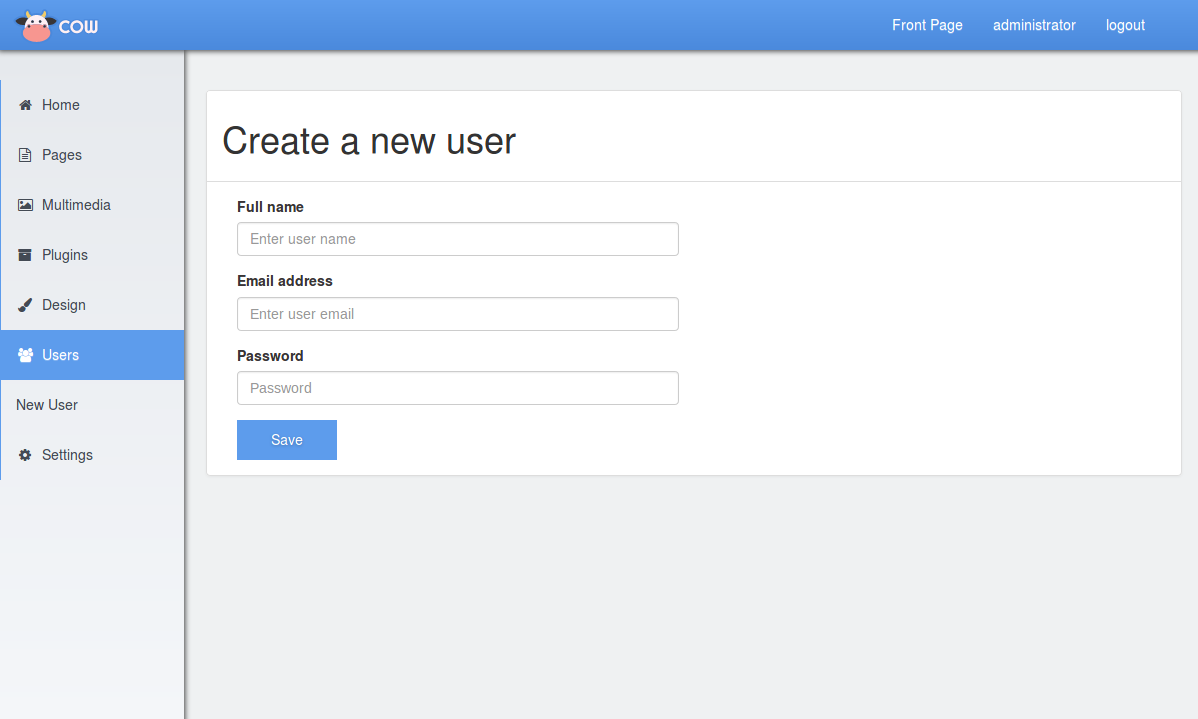 COW
Front Page administrator logout
Home
Pages
Multimedia
Plugins
Design
Users
New User
Settings
Create a new user
Full name
Enter user name
Email address
Enter user email
Password
Password
Save